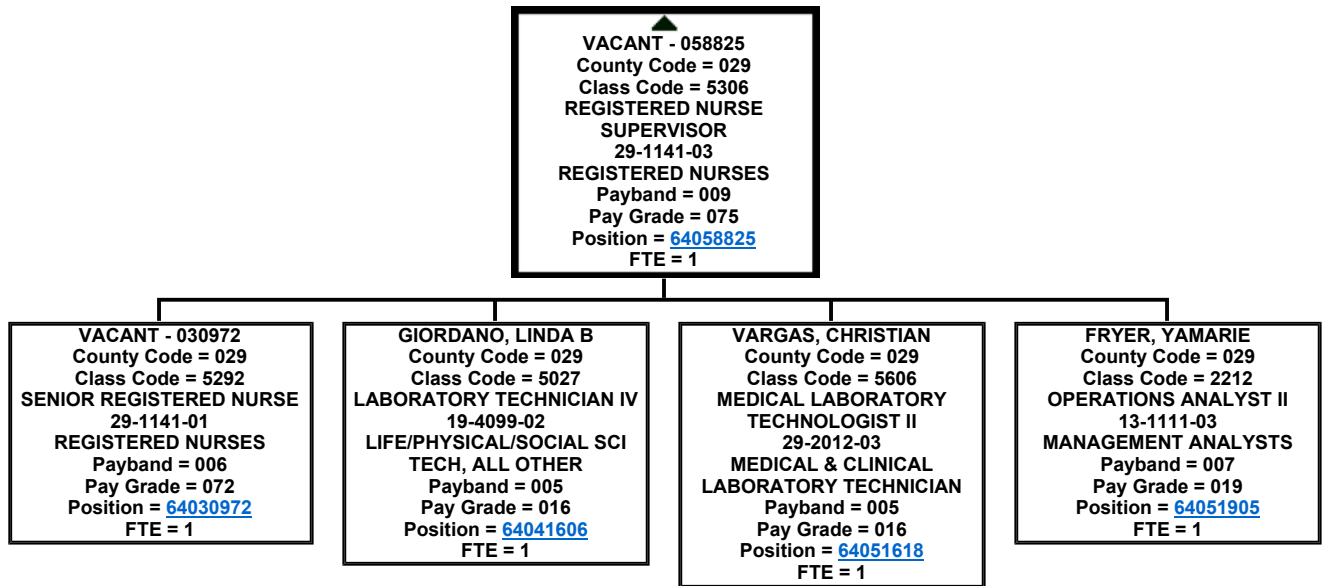 VACANT - 058825
County Code = 029
Class Code = 5306
REGISTERED NURSE
SUPERVISOR
29-1141-03
REGISTERED NURSES
Payband = 009
Pay Grade = 075
Position = 64058825
FTE = 1
VACANT - 030972
County Code = 029
Class Code = 5292
SENIOR REGISTERED NURSE
29-1141-01
REGISTERED NURSES
Payband = 006
Pay Grade = 072
Position = 64030972
FTE = 1
GIORDANO, LINDA B
County Code = 029
Class Code = 5027
LABORATORY TECHNICIAN IV
19-4099-02
LIFE/PHYSICAL/SOCIAL SCI
TECH, ALL OTHER
Payband = 005
Pay Grade = 016
Position = 64041606
FTE = 1
VARGAS, CHRISTIAN
County Code = 029
Class Code = 5606
MEDICAL LABORATORY
TECHNOLOGIST II
29-2012-03
MEDICAL & CLINICAL
LABORATORY TECHNICIAN
Payband = 005
Pay Grade = 016
Position = 64051618
FTE = 1
FRYER, YAMARIE
County Code = 029
Class Code = 2212
OPERATIONS ANALYST II
13-1111-03
MANAGEMENT ANALYSTS
Payband = 007
Pay Grade = 019
Position = 64051905
FTE = 1